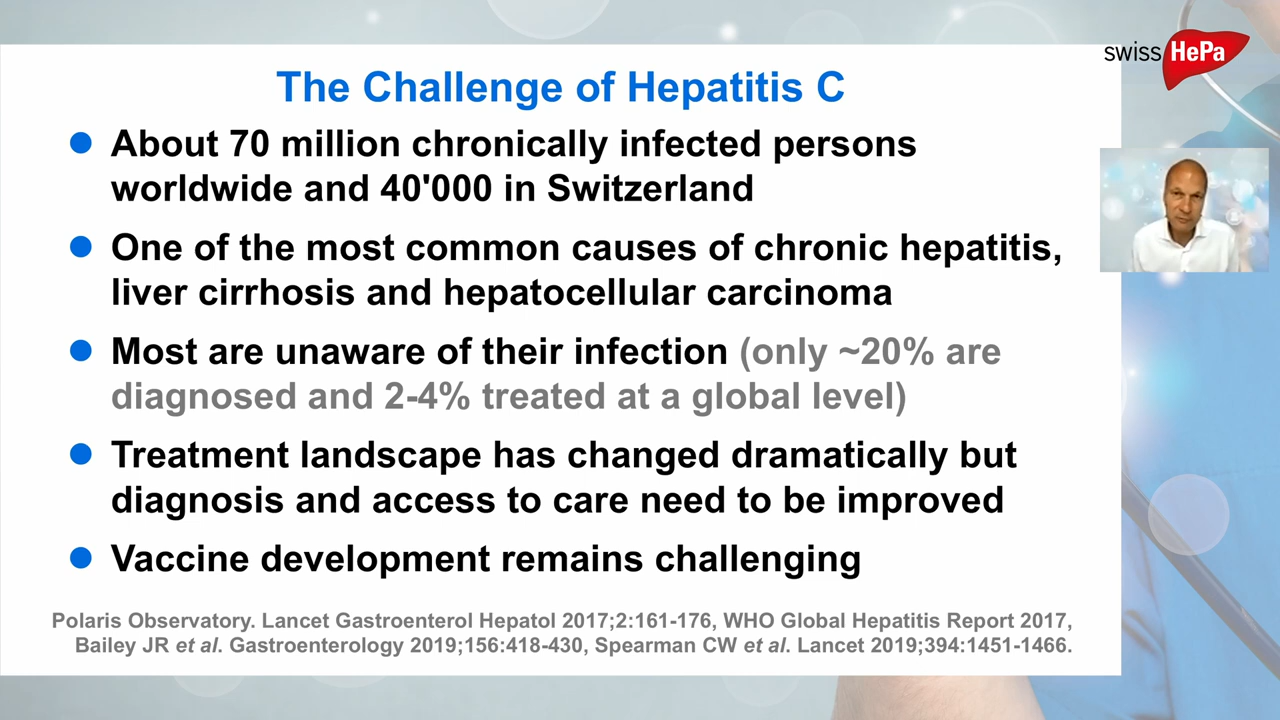 The Challenge of Hepatitis C
swiss HePa
About 70 million chronically infected persons
worldwide and 40'000 in Switzerland
One of the most common causes of chronic hepatitis,
liver cirrhosis and hepatocellular carcinoma
Most are unaware of their infection (only ~20% are
diagnosed and 2-4% treated at a global level)
Treatment landscape has changed dramatically but
diagnosis and access to care need to be improved
Vaccine development remains challenging
Polaris Observatory. Lancet Gastroenterol Hepatol 2017;2:161-176, WHO Global Hepatitis Report 2017,
Bailey JR et al. Gastroenterology 2019;156:418-430, Spearman CW et al. Lancet 2019;394:1451-1466.